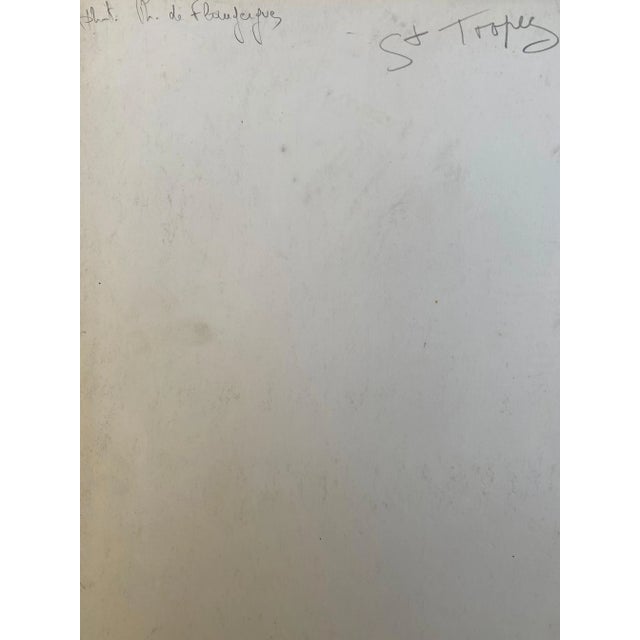 phot. Ph. de Flaugergues
St Tropez